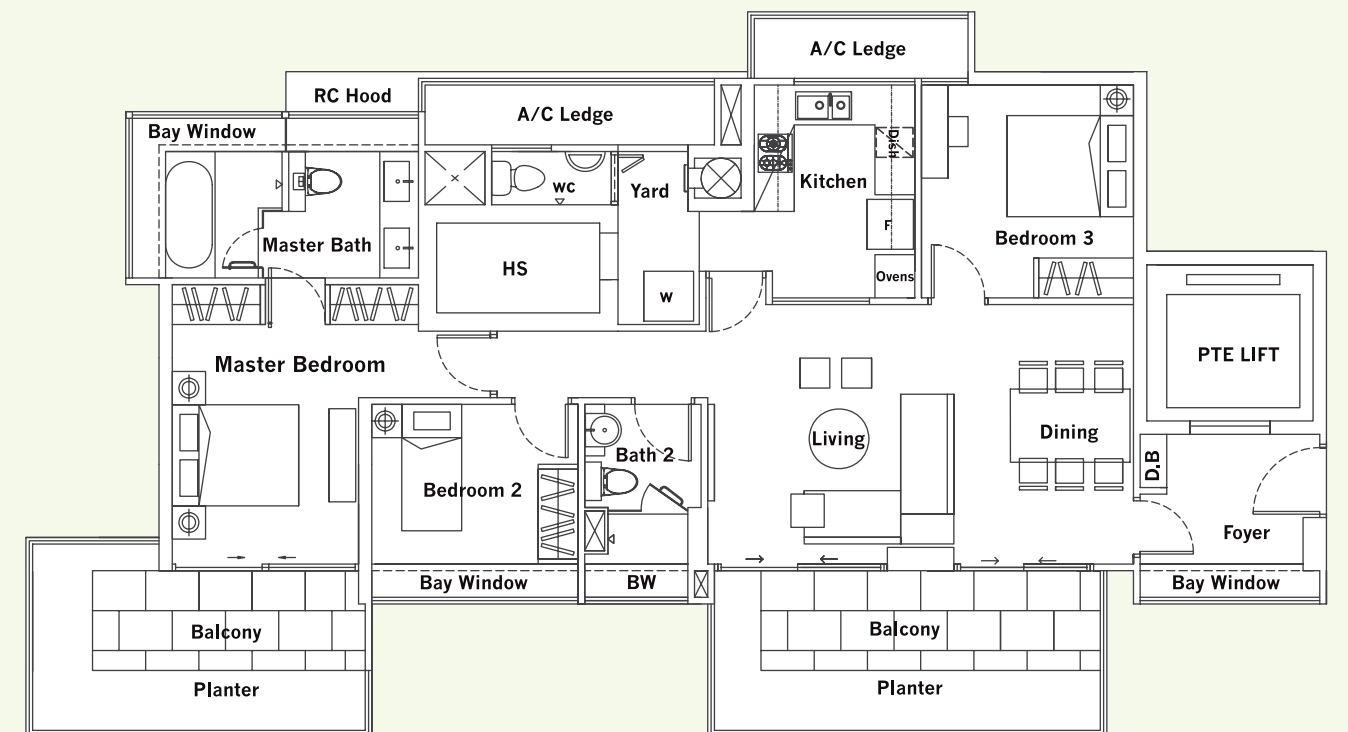 A/C Ledge
RC Hood
A/C Ledge
Bay Window
DISH
wc
Yard
Kitchen
F
Master Bath
Bedroom 3
HS
Ovens
W
Master Bedroom
PTE LIFT
Living
Dining
Bath 2
D.B
Bedroom 2
Foyer
Bay Window
BW
Bay Window
Balcony
Balcony
Planter
Planter